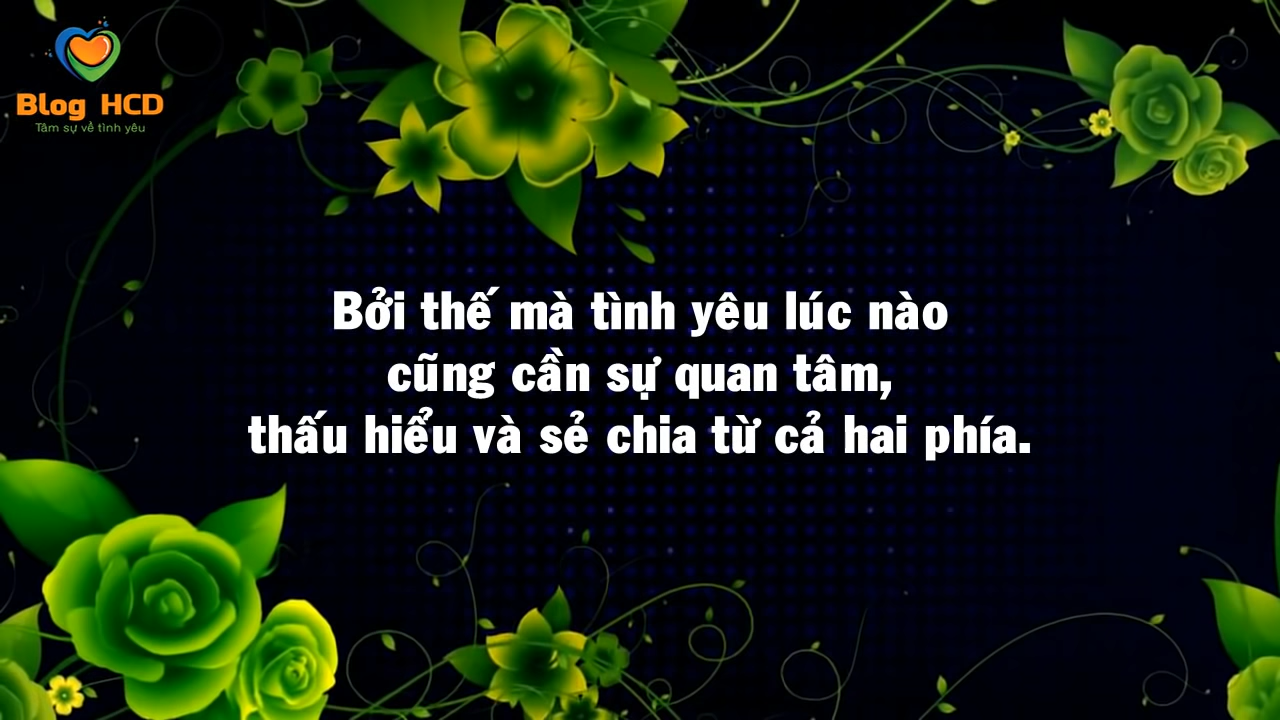 Blog HCD
Tâm sự về tình yêu
Bởi thế mà tình yêu lúc nào
cũng cần sự quan tâm,
thấu hiểu và sẻ chia từ cả hai phía.